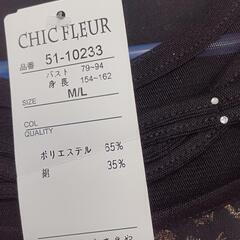 CHIC FLEUR
品番 51-10233
バスト 79~94
身長 154~162
SIZE M/L
COL
QUALITY
ポリエステル 65%
綿 35%